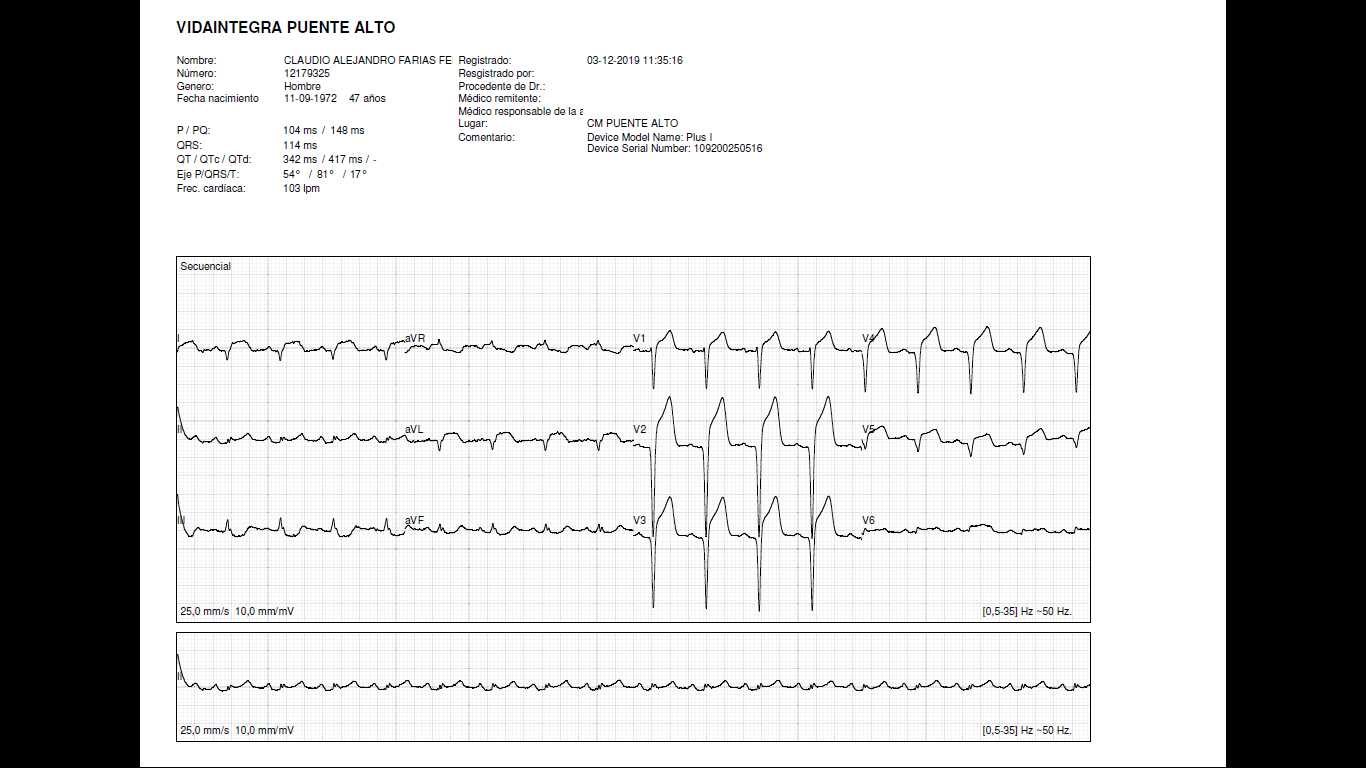 VIDAINTEGRA PUENTE ALTO
Nombre: CLAUDIO ALEJANDRO FARIAS FE
Número: 12179325
Genero: Hombre
Fecha nacimiento 11-09-1972 47 años
P / PQ: 104 ms / 148 ms
QRS: 114 ms
QT / QTc / QTd: 342 ms / 417 ms / -
Eje P/QRS/T: 54° / 81° / 17°
Frec. cardíaca: 103 lpm
Registrado: 03-12-2019 11:35:16
Resgistrado por:
Procedente de Dr.:
Médico remitente:
Médico responsable de la a
Lugar: CM PUENTE ALTO
Comentario: Device Model Name: Plus I
Device Serial Number: 109200250516
Secuencial
I aVR V1 V4
II aVL V2 V5
III aVF V3 V6
25,0 mm/s 10,0 mm/mV [0,5-35] Hz ~50 Hz.
II
25,0 mm/s 10,0 mm/mV [0,5-35] Hz ~50 Hz.